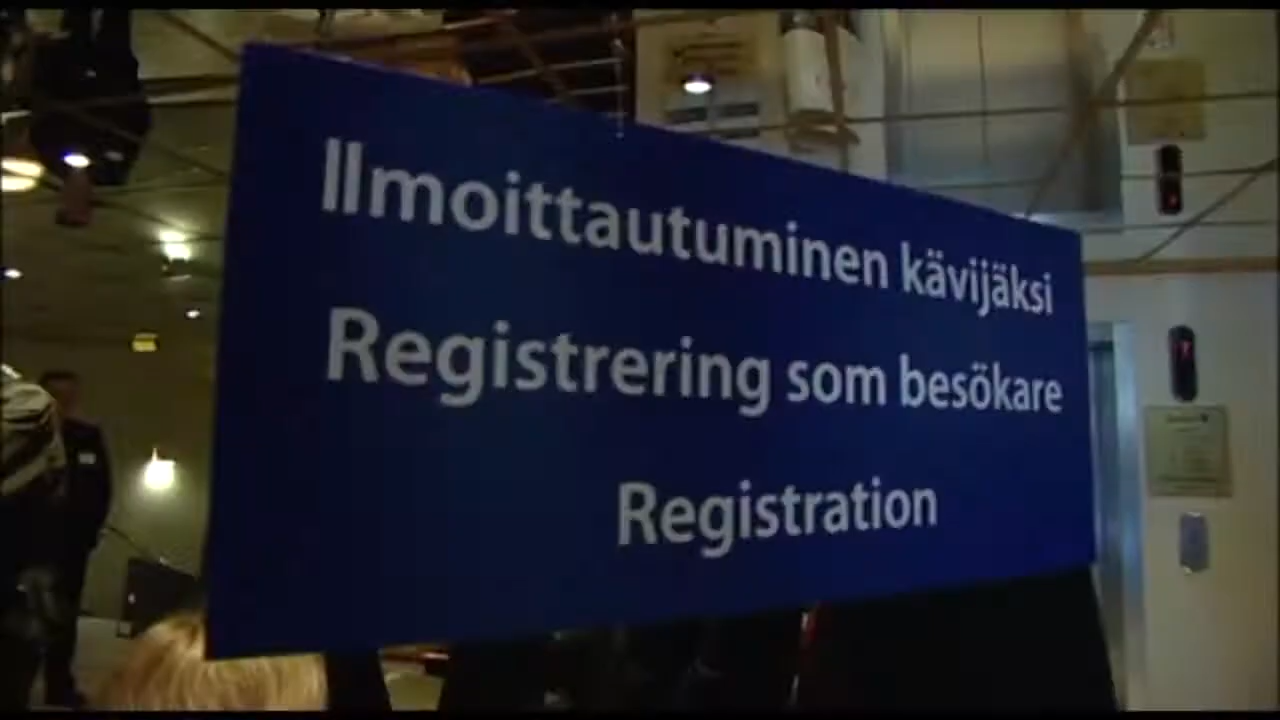 Ilmoittautuminen kävijäksi
Registrering som besökare
Registration